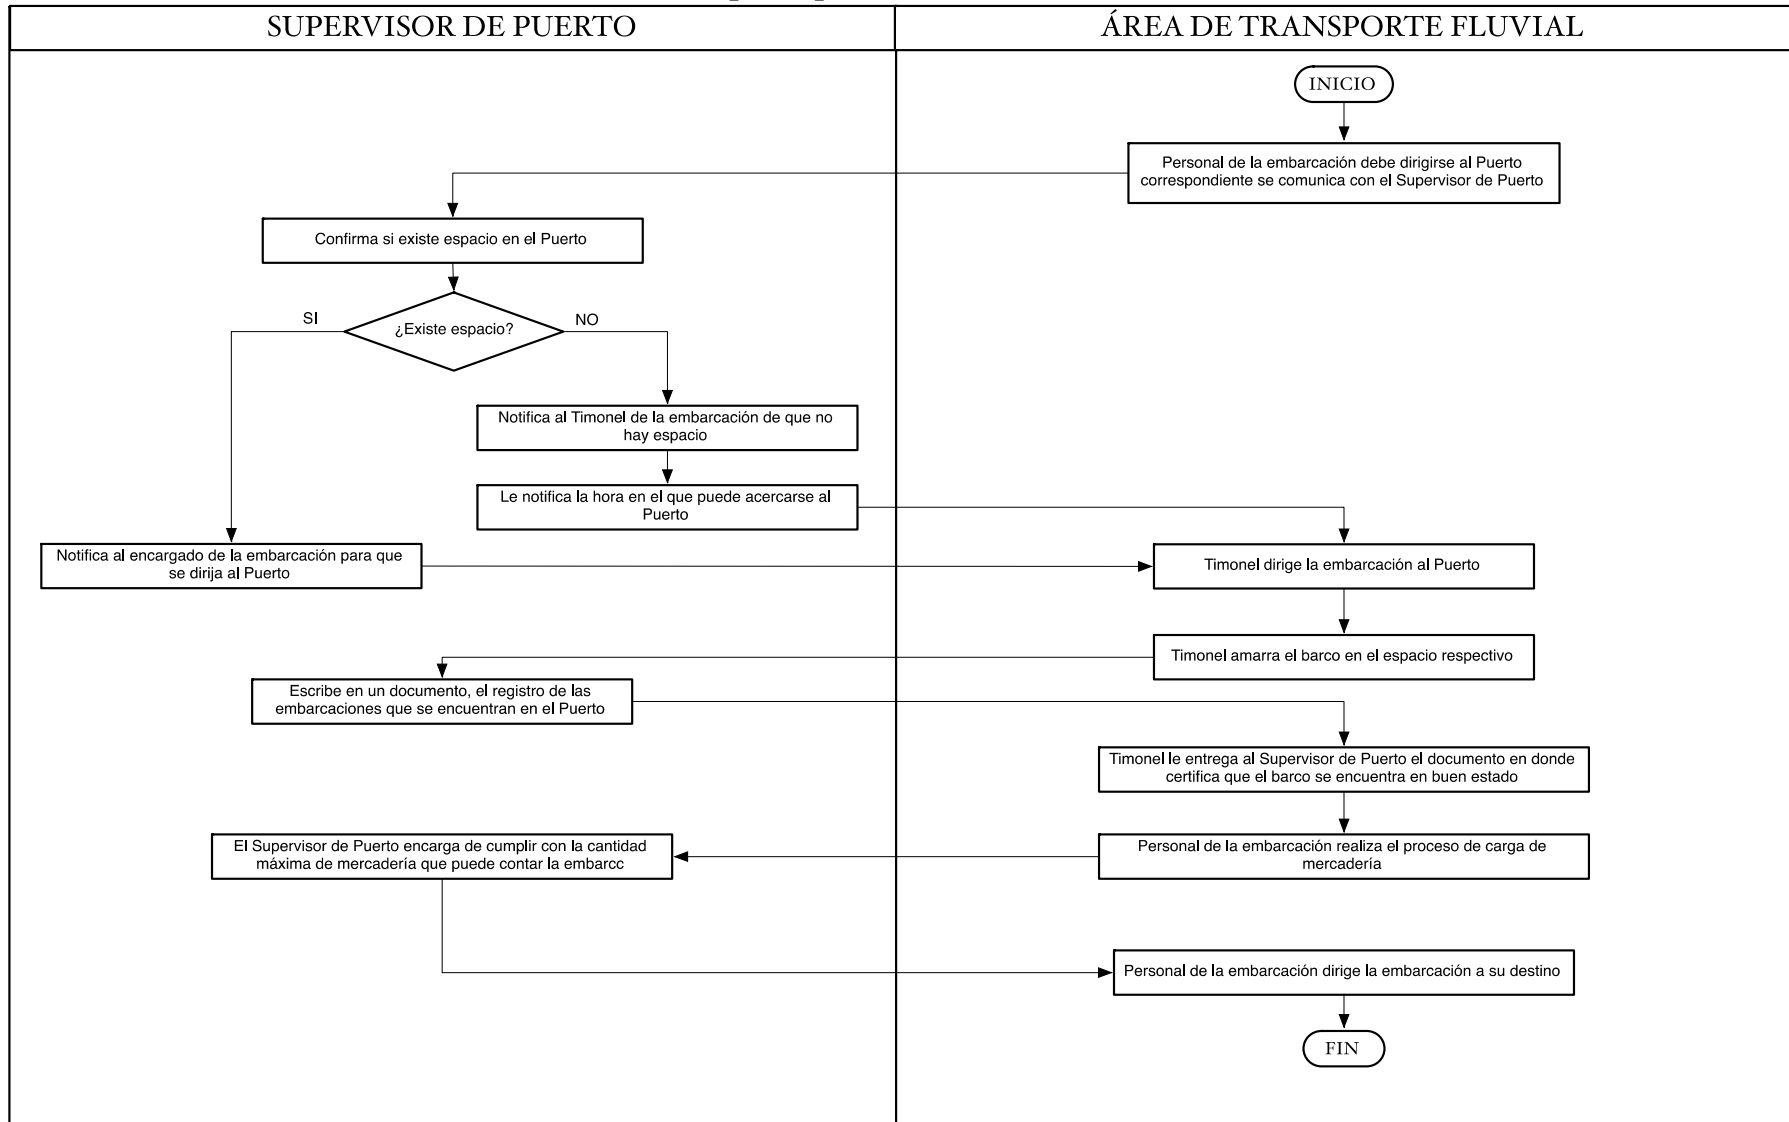 SUPERVISOR DE PUERTO
ÁREA DE TRANSPORTE FLUVIAL
INICIO
Personal de la embarcación debe dirigirse al Puerto
correspondiente se comunica con el Supervisor de Puerto
Confirma si existe espacio en el Puerto
¿Existe espacio?
SI
NO
Notifica al Timonel de la embarcación de que no
hay espacio
Le notifica la hora en el que puede acercarse al
Puerto
Notifica al encargado de la embarcación para que
se dirija al Puerto
Timonel dirige la embarcación al Puerto
Timonel amarra el barco en el espacio respectivo
Escribe en un documento, el registro de las
embarcaciones que se encuentran en el Puerto
Timonel le entrega al Supervisor de Puerto el documento en donde
certifica que el barco se encuentra en buen estado
Personal de la embarcación realiza el proceso de carga de
mercadería
El Supervisor de Puerto encarga de cumplir con la cantidad
máxima de mercadería que puede contar la embarcc
Personal de la embarcación dirige la embarcación a su destino
FIN